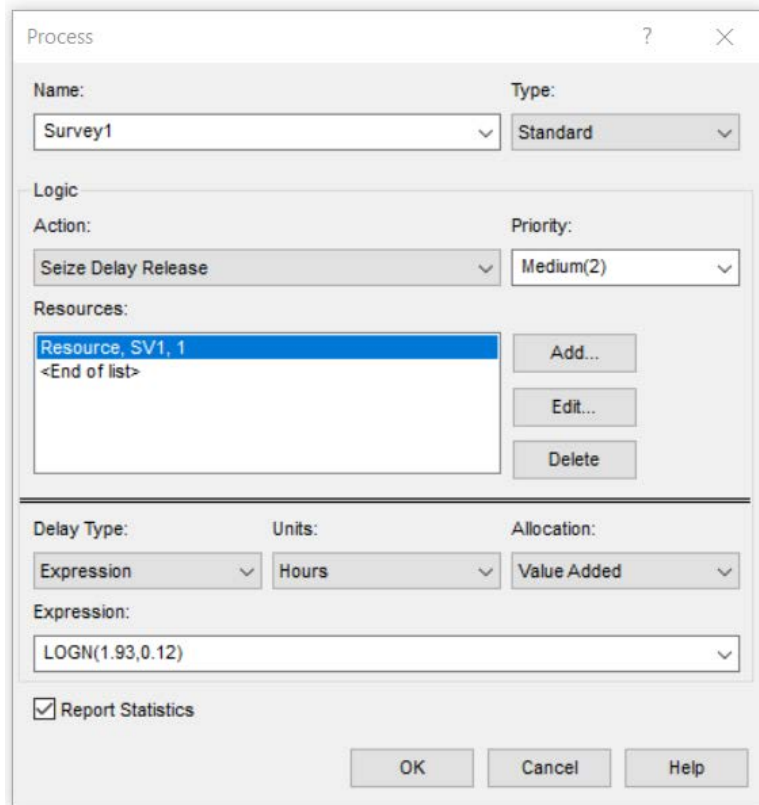 Process ?
Name: Type:
Survey1 Standard
Logic
Action: Priority:
Seize Delay Release Medium(2)
Resources:
Resource, SV1, 1 Add...
<End of list>
Edit...
Delete
Delay Type: Units: Allocation:
Expression Hours Value Added
Expression:
LOGN(1.93,0.12)
Report Statistics
OK Cancel Help